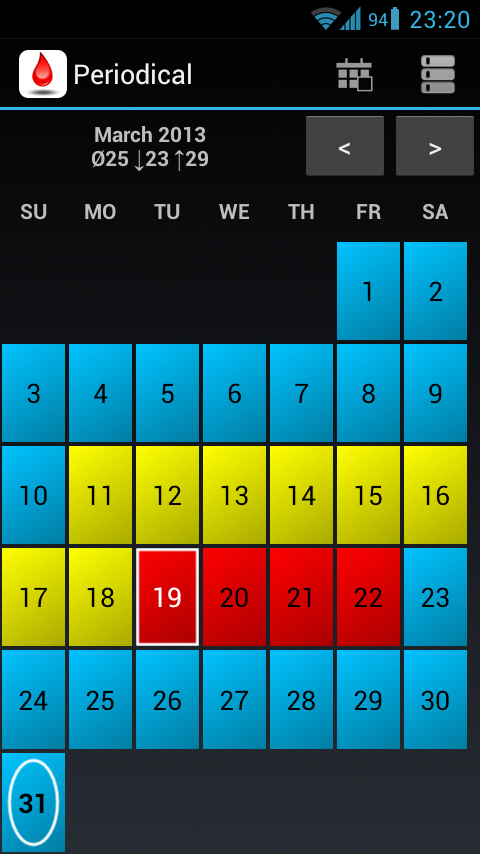 94 23:20
Periodical
March 2013
Ø25 ↓23 ↑29
< >
SU MO TU WE TH FR SA
1 2
3 4 5 6 7 8 9
10 11 12 13 14 15 16
17 18 19 20 21 22 23
24 25 26 27 28 29 30
31